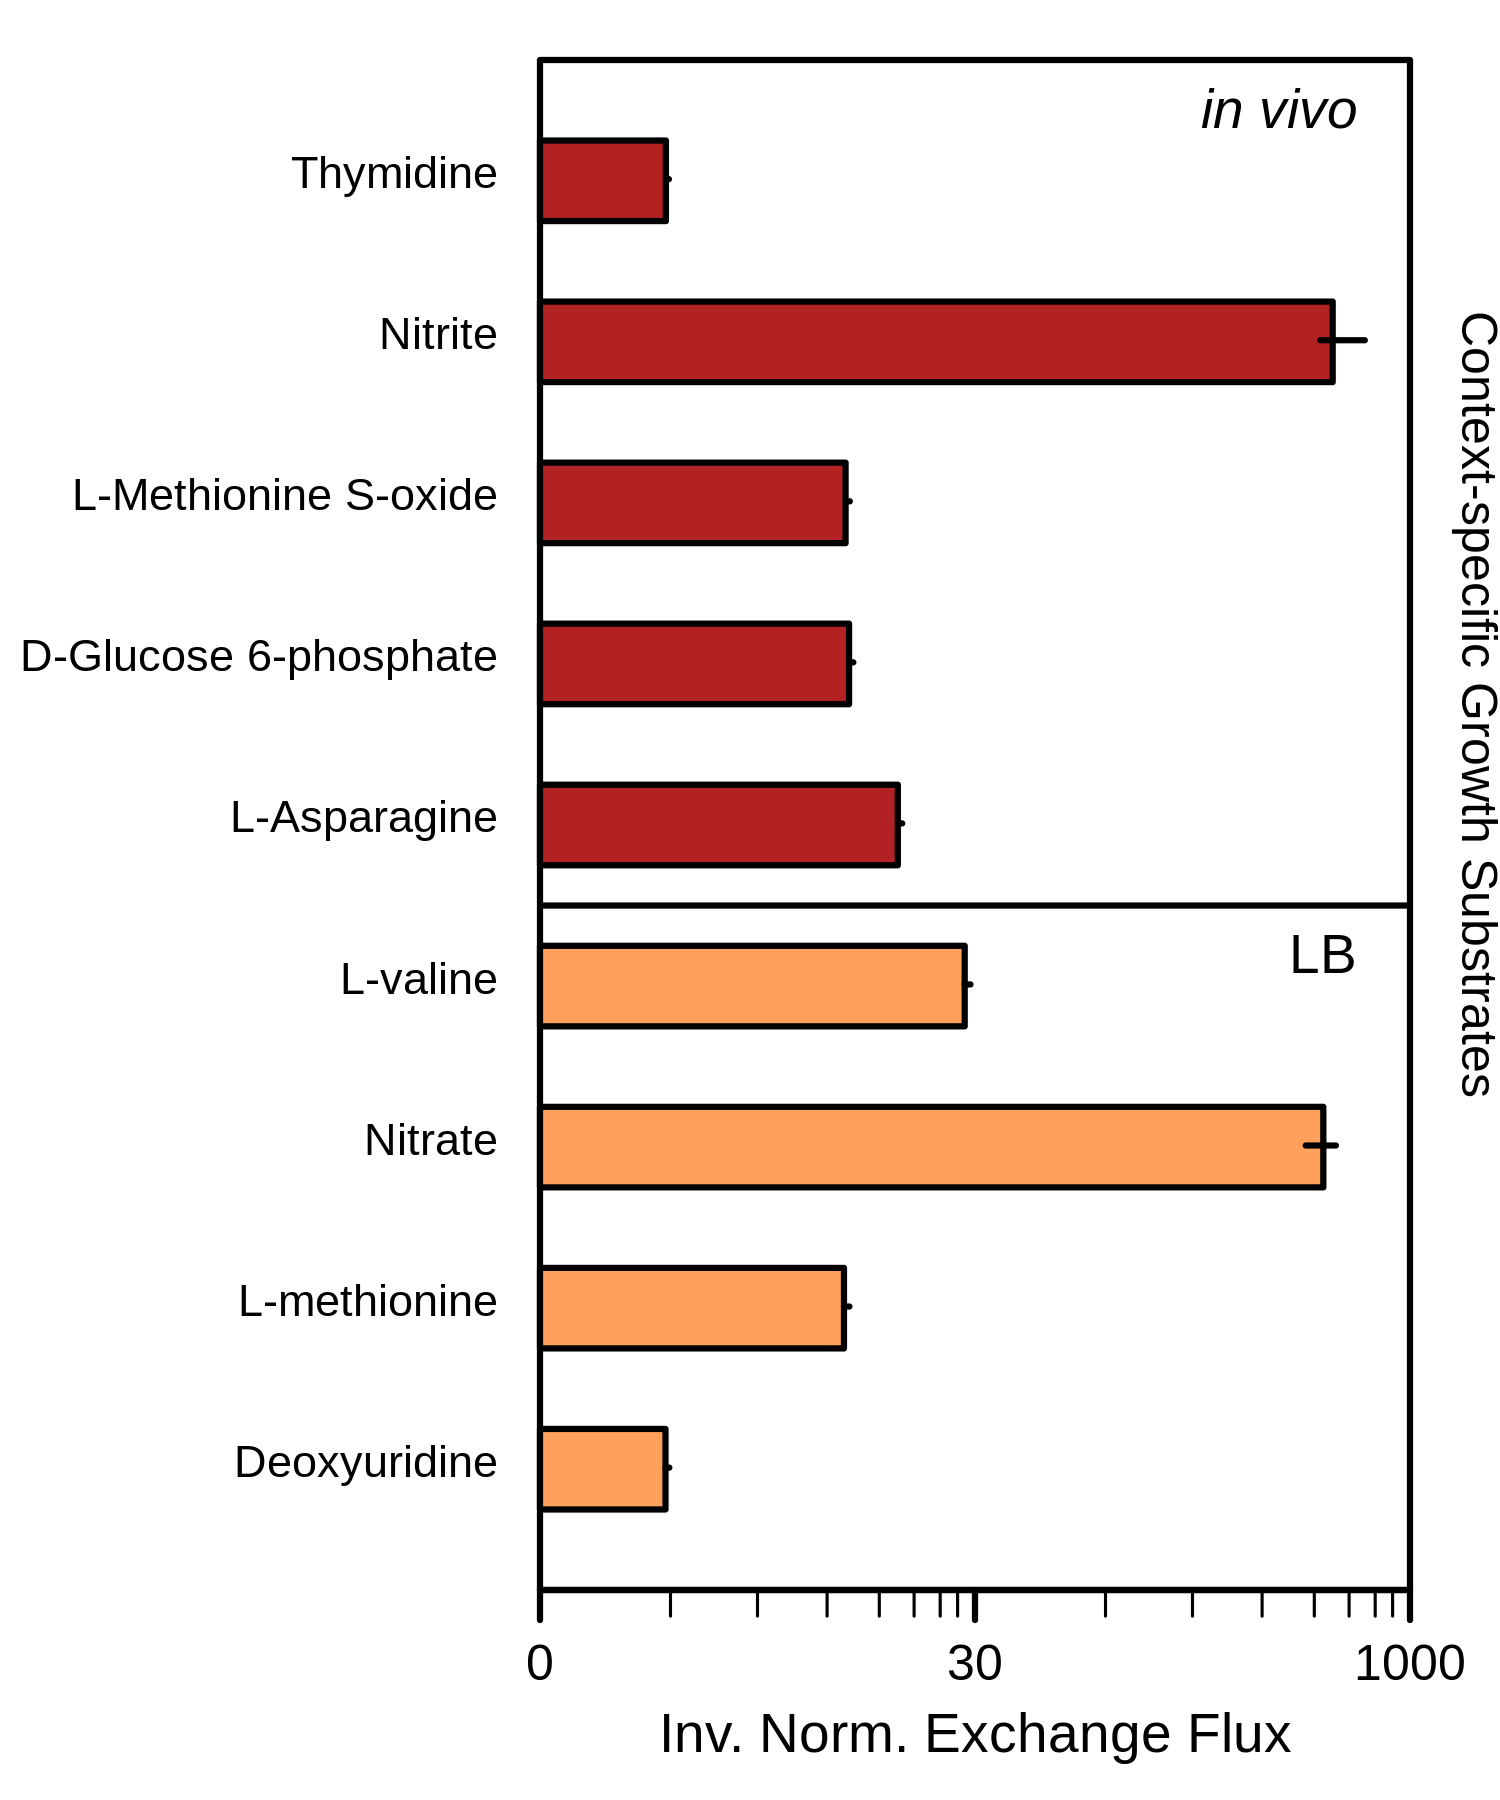 in vivo
Thymidine
Nitrite
L-Methionine S-oxide
D-Glucose 6-phosphate
L-Asparagine
LB
L-valine
Nitrate
L-methionine
Deoxyuridine
0 30 1000
Inv. Norm. Exchange Flux
Context-specific Growth Substrates